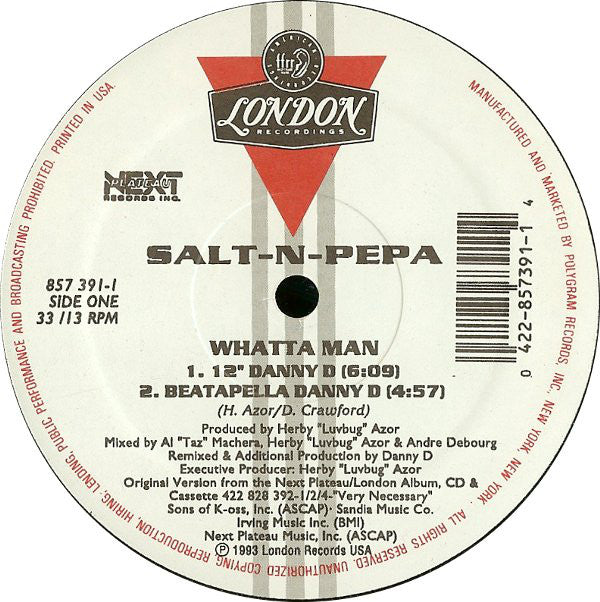 AMERICAN RECORDINGS
ffrr
LONDON
RECORDINGS
NEXT
PLATEAU
RECORDS INC.
SALT-N-PEPA
857 391-1
SIDE ONE
33 /13 RPM
0 422-857391-1 4
WHATTA MAN
1. 12" DANNY D (6:09)
2. BEATAPELLA DANNY D (4:57)
(H. Azor/D. Crawford)
Produced by Herby "Luvbug" Azor
Mixed by Al "Taz" Machera, Herby "Luvbug" Azor & Andre Debourg
Remixed & Additional Production by Danny D
Executive Producer: Herby "Luvbug" Azor
Original Version from the Next Plateau/London Album, CD &
Cassette 422 828 392-1/2/4-"Very Necessary"
Sons of K-oss, Inc. (ASCAP)· Sandia Music Co.
Irving Music Inc. (BMI)
Next Plateau Music, Inc. (ASCAP)
℗ 1993 London Records USA
MANUFACTURED AND MARKETED BY POLYGRAM RECORDS, INC. NEW YORK, NEW YORK. ALL RIGHTS RESERVED. UNAUTHORIZED COPYING, REPRODUCTION, HIRING, LENDING, PUBLIC PERFORMANCE AND BROADCASTING PROHIBITED. PRINTED IN USA.